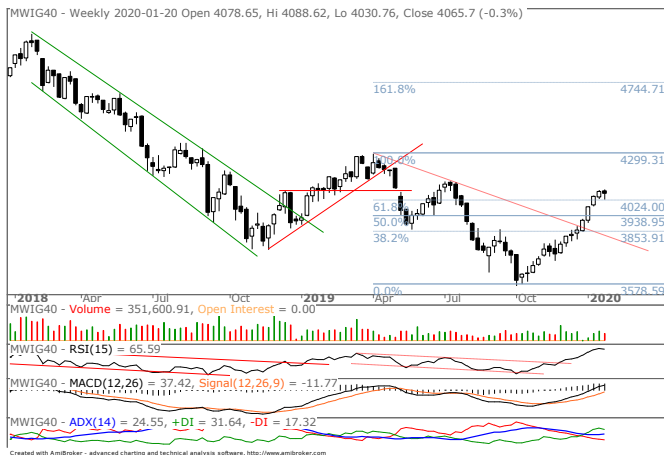 MWIG40 - Weekly 2020-01-20 Open 4078.65, Hi 4088.62, Lo 4030.76, Close 4065.7 (-0.3%)
161.8% 4744.71
100.0% 4299.31
61.8% 4024.00
50.0% 3938.95
38.2% 3853.91
0.0% 3578.59
2018 Apr Jul Oct 2019 Apr Jul Oct 2020
MWIG40 - Volume = 351,600.91, Open Interest = 0.00
MWIG40 - RSI(15) = 65.59
MWIG40 - MACD(12,26) = 37.42, Signal(12,26,9) = -11.77
MWIG40 - ADX(14) = 24.55, +DI = 31.64, -DI = 17.32
Created with AmiBroker - advanced charting and technical analysis software. http://www.amibroker.com